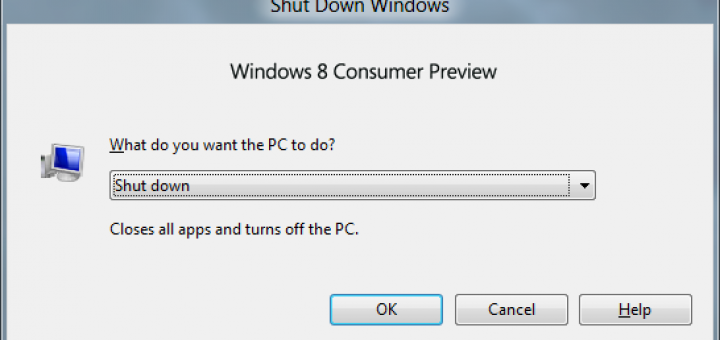 Shut Down Windows
Windows 8 Consumer Preview
What do you want the PC to do?
Shut down
Closes all apps and turns off the PC.
OK Cancel Help